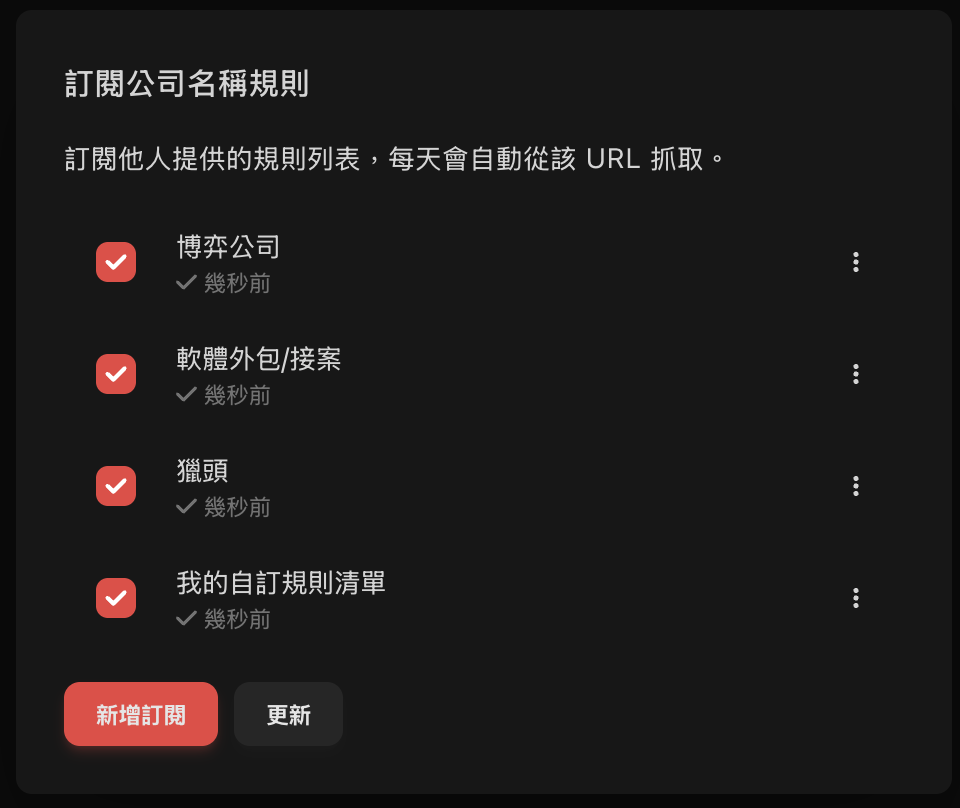 訂閱公司名稱規則
訂閱他人提供的規則列表，每天會自動從該 URL 抓取。
博弈公司
幾秒前
軟體外包/接案
幾秒前
獵頭
幾秒前
我的自訂規則清單
幾秒前
新增訂閱 更新